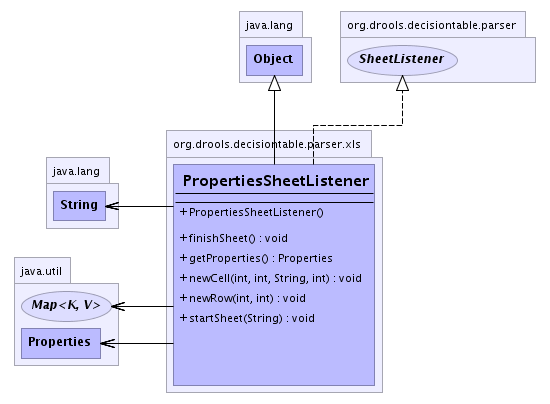 java.lang
Object
org.drools.decisiontable.parser
SheetListener
org.drools.decisiontable.parser.xls
PropertiesSheetListener
+ PropertiesSheetListener()
+ finishSheet() : void
+ getProperties() : Properties
+ newCell(int, int, String, int) : void
+ newRow(int, int) : void
+ startSheet(String) : void
java.lang
String
java.util
Map<K, V>
Properties